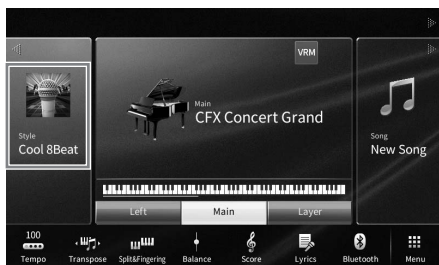 VRM
Main
CFX Concert Grand
Style
Cool 8Beat
Song
New Song
Left
Main
Layer
100
Tempo
Transpose
Split&Fingering
Balance
Score
Lyrics
Bluetooth
Menu